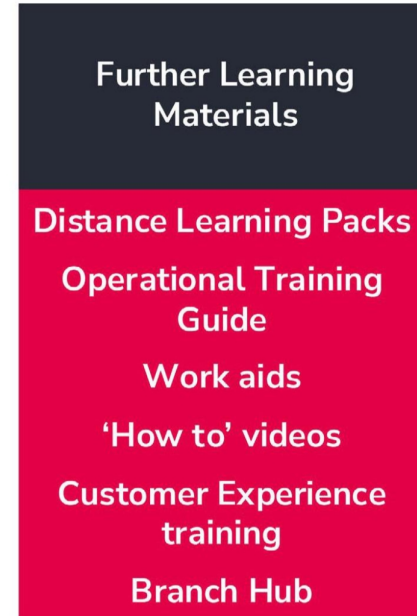 Further Learning
Materials
Distance Learning Packs
Operational Training
Guide
Work aids
‘How to’ videos
Customer Experience
training
Branch Hub